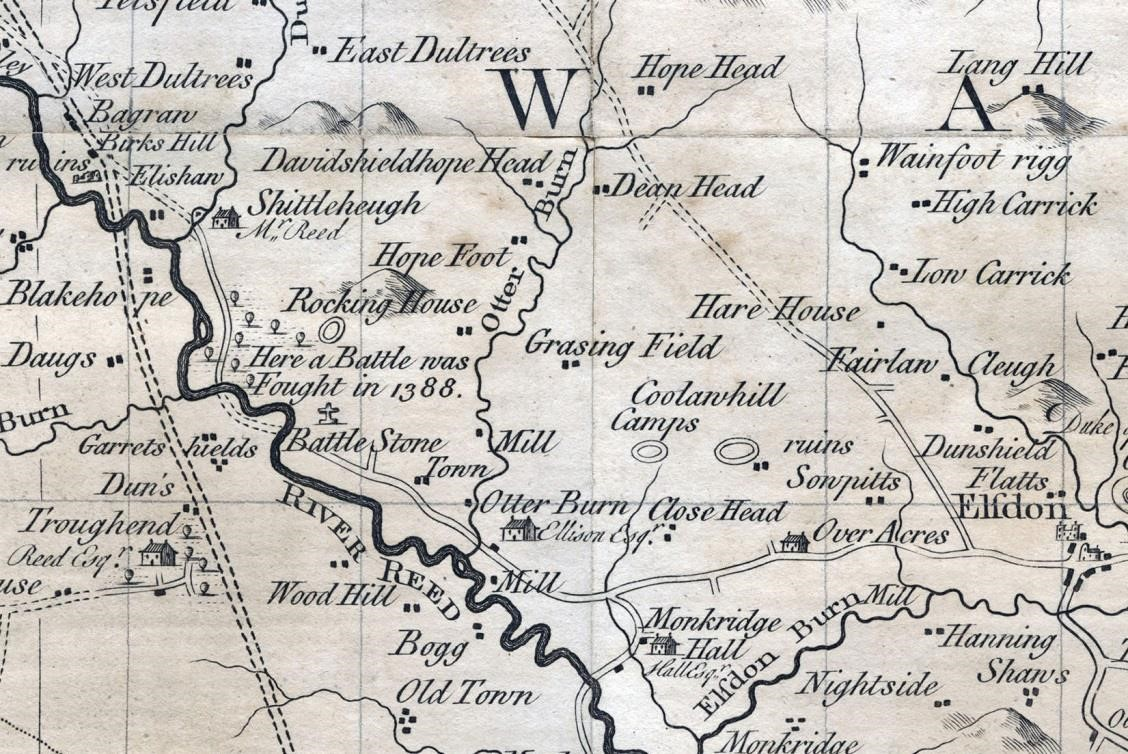 East Dultrees
W
Hope Head
Lang Hill
A
West Dultrees
Bagraw
Birks Hill
ruins
Elishaw
Davidshieldhope Head
Burn
Dean Head
Wainfoot rigg
High Carrick
Shittleheugh
Mr. Reed
Hope Foot
Low Carrick
Blakehope
Rocking House
Otter
Hare House
Daugs
Here a Battle was
Fought in 1388.
Grasing Field
Fairlaw
Cleugh
Coolawhill
Camps
Duke
Burn
Garretshields
Battle Stone
Mill
ruins
Dunshield
Town
Sowpitts
Flatts
Dun's
RIVER
Otter Burn
Ellison Esqr.
Close Head
Elsdon
Troughend
Reed Esqr.
Over Acres
REED
Wood Hill
Mill
Mill
Monkridge
Hall
Hall Esqr.
Elsdon Burn
Hanning
Shaws
Bogg
Nightside
Old Town
Monkridge